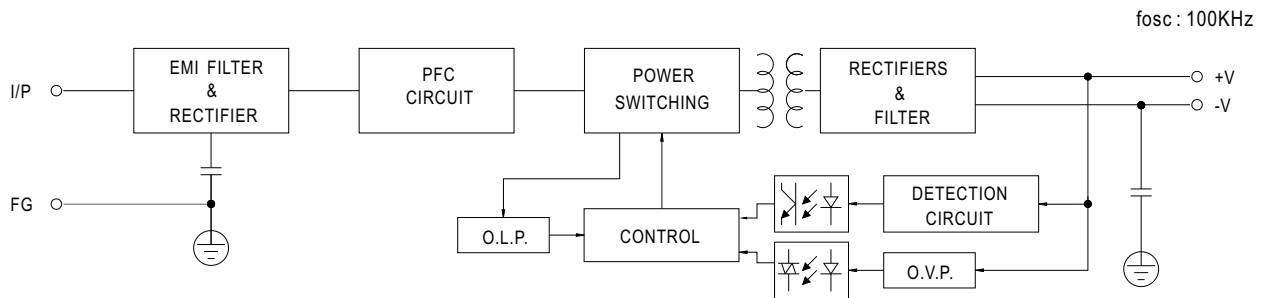 fosc : 100KHz
I/P
EMI FILTER
&
RECTIFIER
PFC
CIRCUIT
POWER
SWITCHING
RECTIFIERS
&
FILTER
+V
-V
FG
O.L.P.
CONTROL
DETECTION
CIRCUIT
O.V.P.